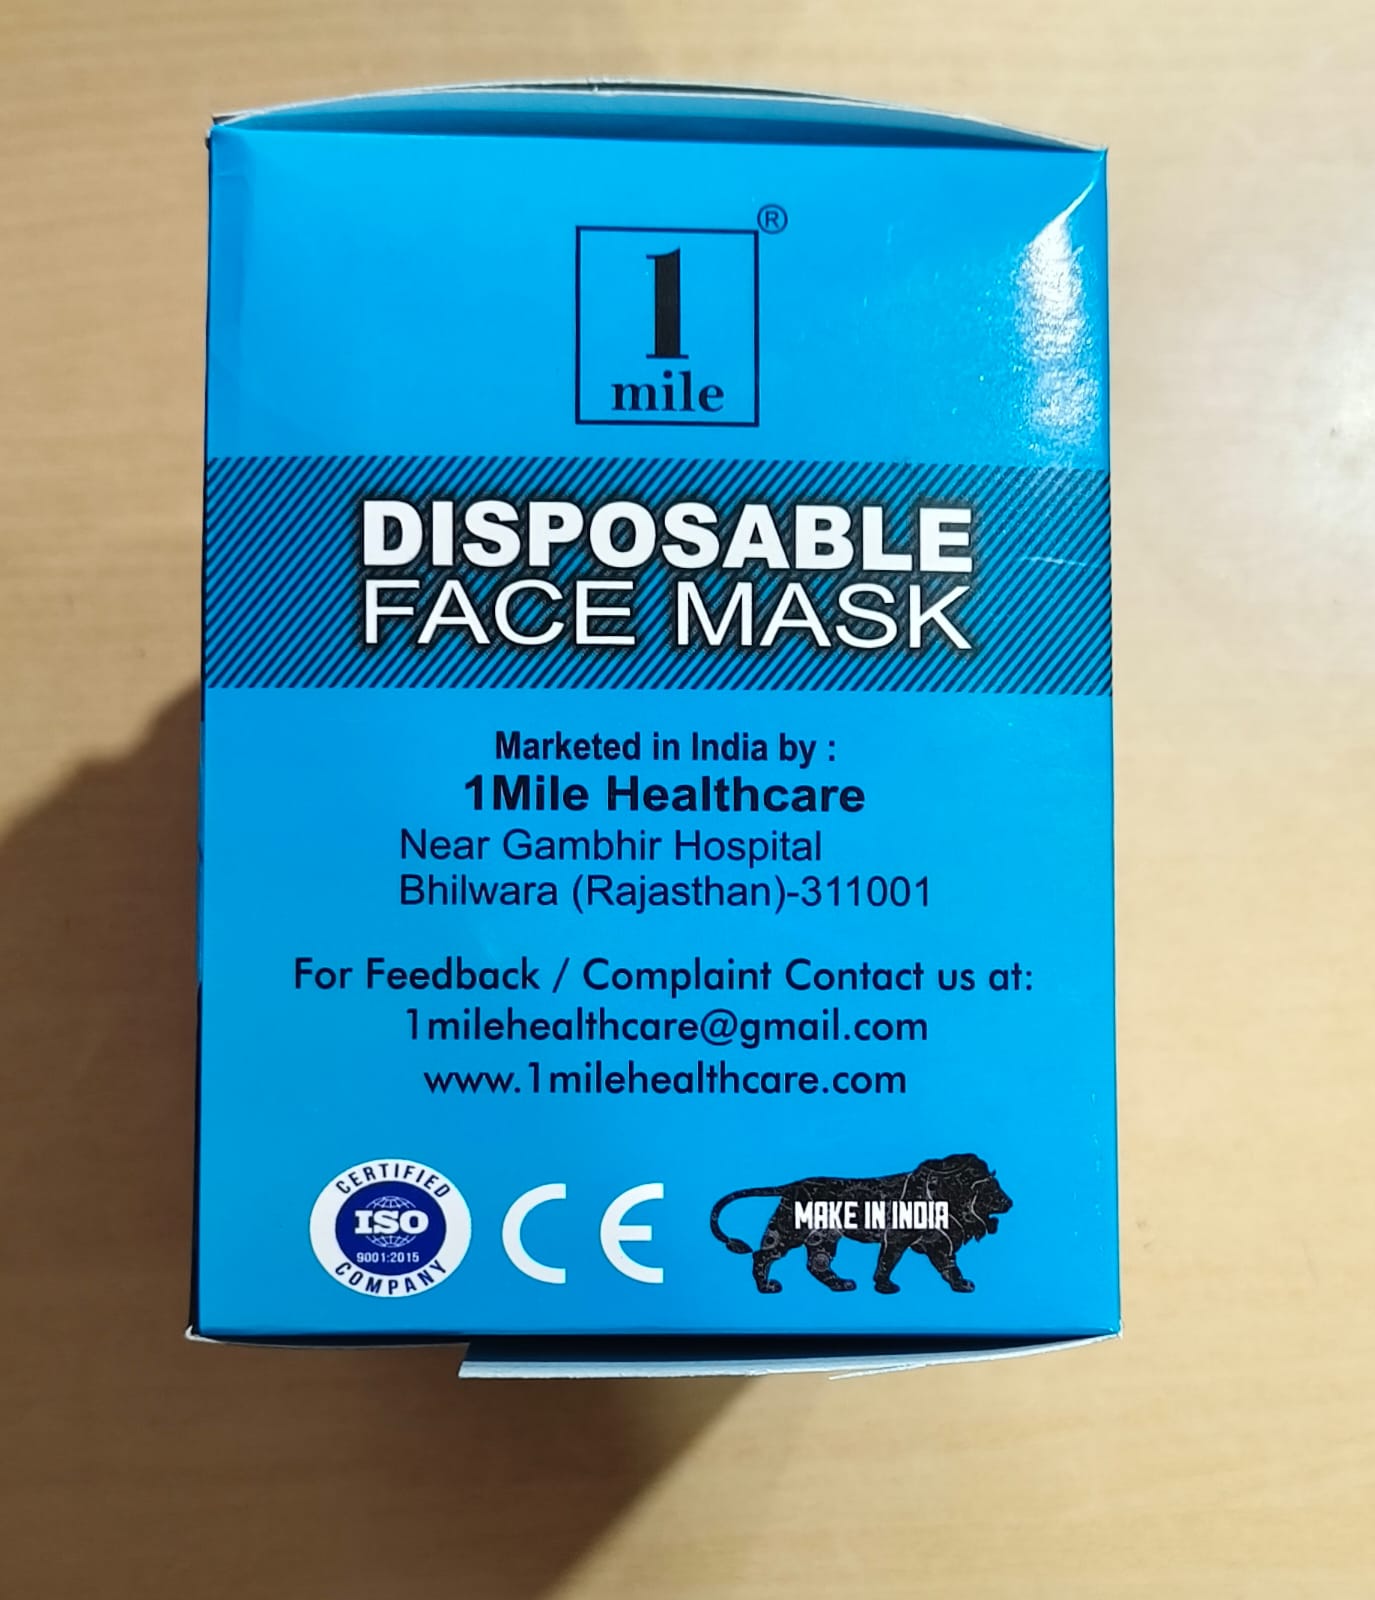 ®
1
mile
DISPOSABLE
FACE MASK
Marketed in India by :
1Mile Healthcare
Near Gambhir Hospital
Bhilwara (Rajasthan)-311001
For Feedback / Complaint Contact us at:
1milehealthcare@gmail.com
www.1milehealthcare.com
CERTIFIED
ISO
9001:2015
COMPANY
CE
MAKE IN INDIA